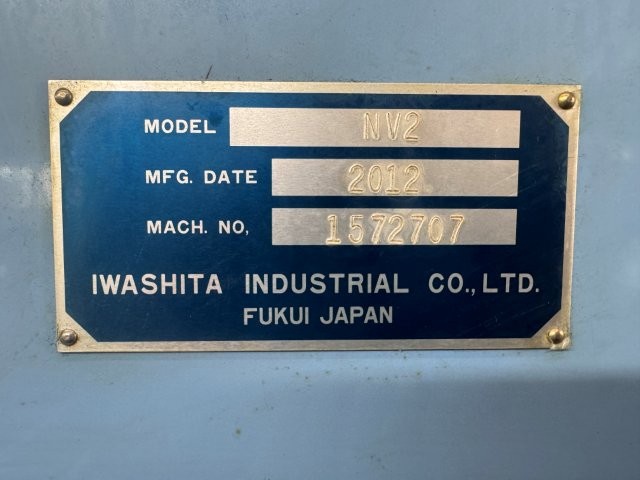 MODEL NV2
MFG. DATE 2012
MACH. NO, 1572707
IWASHITA INDUSTRIAL CO., LTD.
FUKUI JAPAN